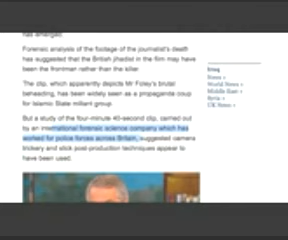 has emerged
Forensic analysis of the footage of the journalist's death
has suggested that the British jihadist in the film may have
been the frontman rather than the killer.
The clip, which apparently depicts Mr Foley's brutal
beheading, has been widely seen as a propaganda coup
for Islamic State militant group.
But a study of the four-minute 40-second clip, carried out
by an international forensic science company which has
worked for police forces across Britain, suggested camera
trickery and slick post-production techniques appear to
have been used.
Iraq
News »
World News »
Middle East »
Syria »
UK News »